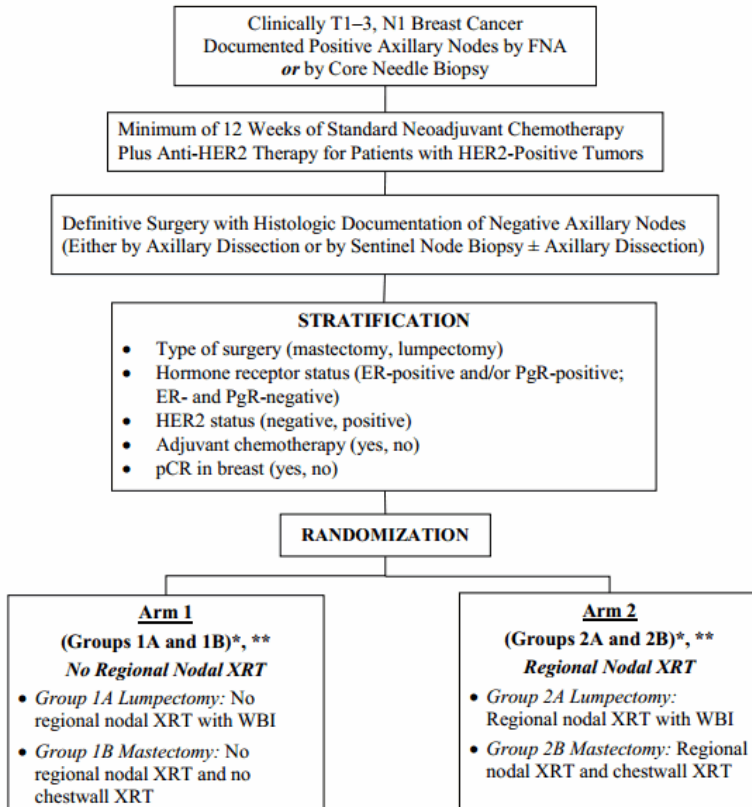 Clinically T1–3, N1 Breast Cancer
Documented Positive Axillary Nodes by FNA
or by Core Needle Biopsy
Minimum of 12 Weeks of Standard Neoadjuvant Chemotherapy
Plus Anti-HER2 Therapy for Patients with HER2-Positive Tumors
Definitive Surgery with Histologic Documentation of Negative Axillary Nodes
(Either by Axillary Dissection or by Sentinel Node Biopsy ± Axillary Dissection)
STRATIFICATION
• Type of surgery (mastectomy, lumpectomy)
• Hormone receptor status (ER-positive and/or PgR-positive;
ER- and PgR-negative)
• HER2 status (negative, positive)
• Adjuvant chemotherapy (yes, no)
• pCR in breast (yes, no)
RANDOMIZATION
Arm 1
(Groups 1A and 1B)*, **
No Regional Nodal XRT
• Group 1A Lumpectomy: No
regional nodal XRT with WBI
• Group 1B Mastectomy: No
regional nodal XRT and no
chestwall XRT
Arm 2
(Groups 2A and 2B)*, **
Regional Nodal XRT
• Group 2A Lumpectomy:
Regional nodal XRT with WBI
• Group 2B Mastectomy: Regional
nodal XRT and chestwall XRT